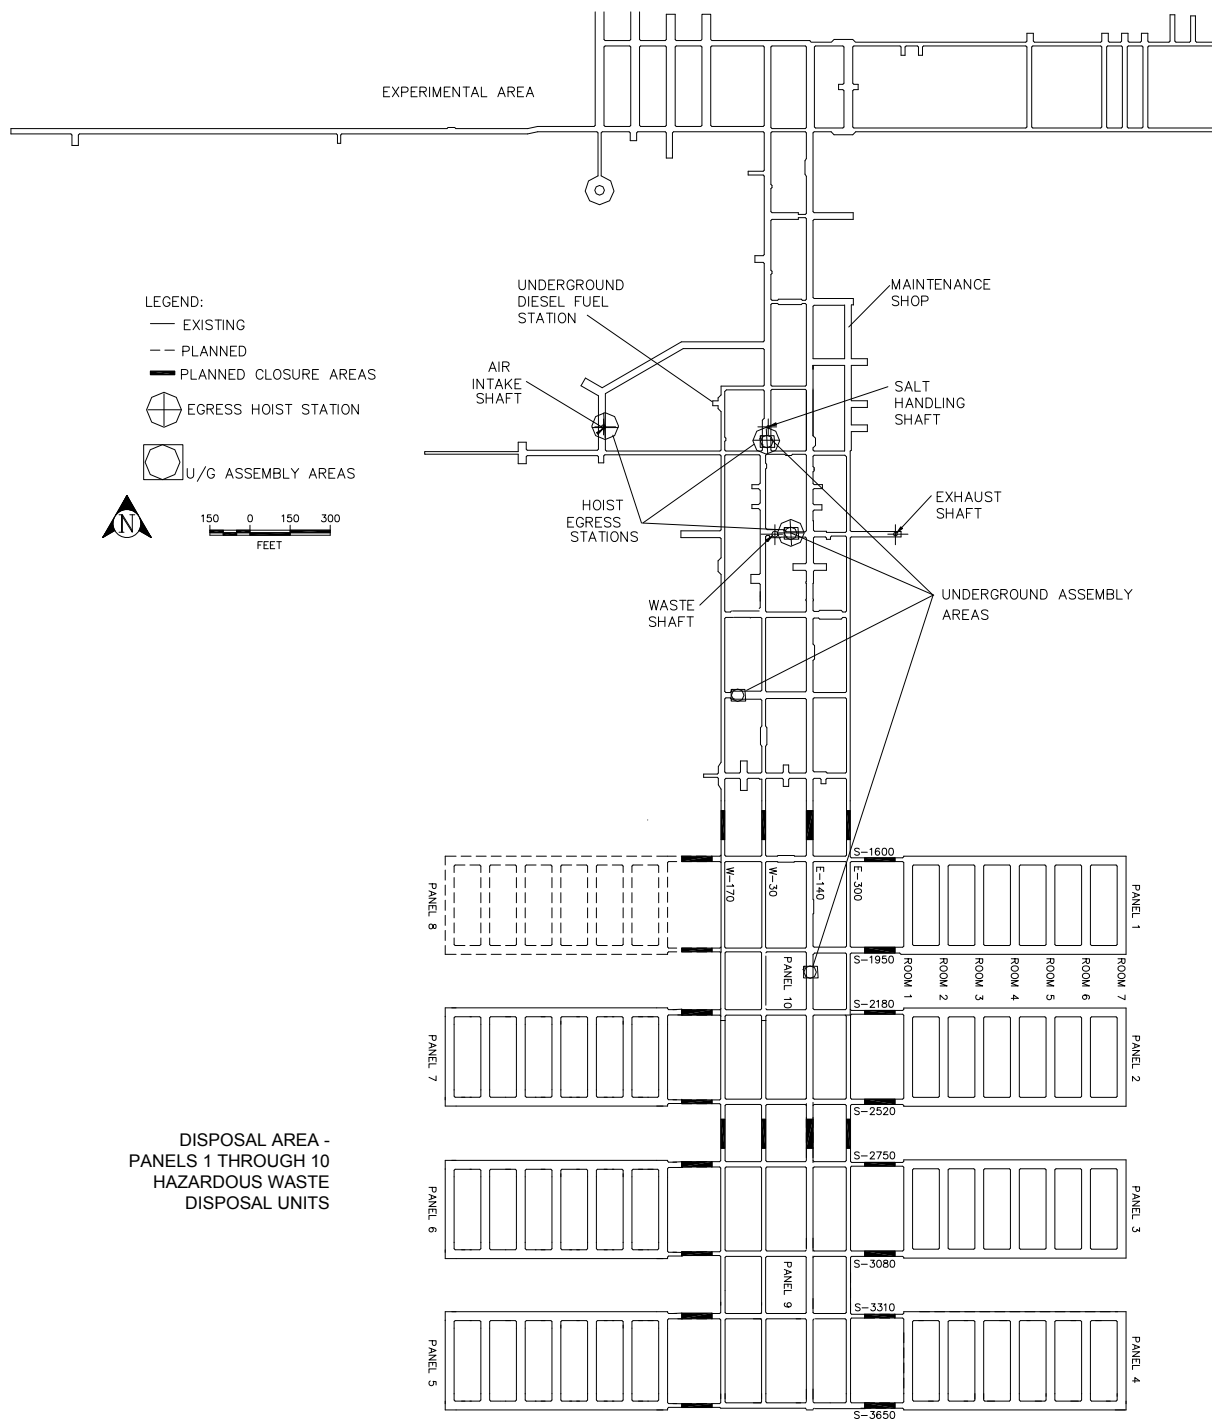 EXPERIMENTAL AREA
UNDERGROUND
DIESEL FUEL
STATION
MAINTENANCE
SHOP
LEGEND:
EXISTING
PLANNED
PLANNED CLOSURE AREAS
EGRESS HOIST STATION
U/G ASSEMBLY AREAS
AIR
INTAKE
SHAFT
SALT
HANDLING
SHAFT
N
150 0 150 300
FEET
HOIST
EGRESS
STATIONS
EXHAUST
SHAFT
WASTE
SHAFT
UNDERGROUND ASSEMBLY
AREAS
S-1600
W-170
W-30
E-140
E-300
PANEL 8
PANEL 1
S-1950
PANEL 10
ROOM 1
ROOM 2
ROOM 3
ROOM 4
ROOM 5
ROOM 6
ROOM 7
S-2180
PANEL 7
PANEL 2
S-2520
DISPOSAL AREA -
PANELS 1 THROUGH 10
HAZARDOUS WASTE
DISPOSAL UNITS
S-2750
PANEL 6
PANEL 3
S-3080
PANEL 9
S-3310
PANEL 5
PANEL 4
S-3650